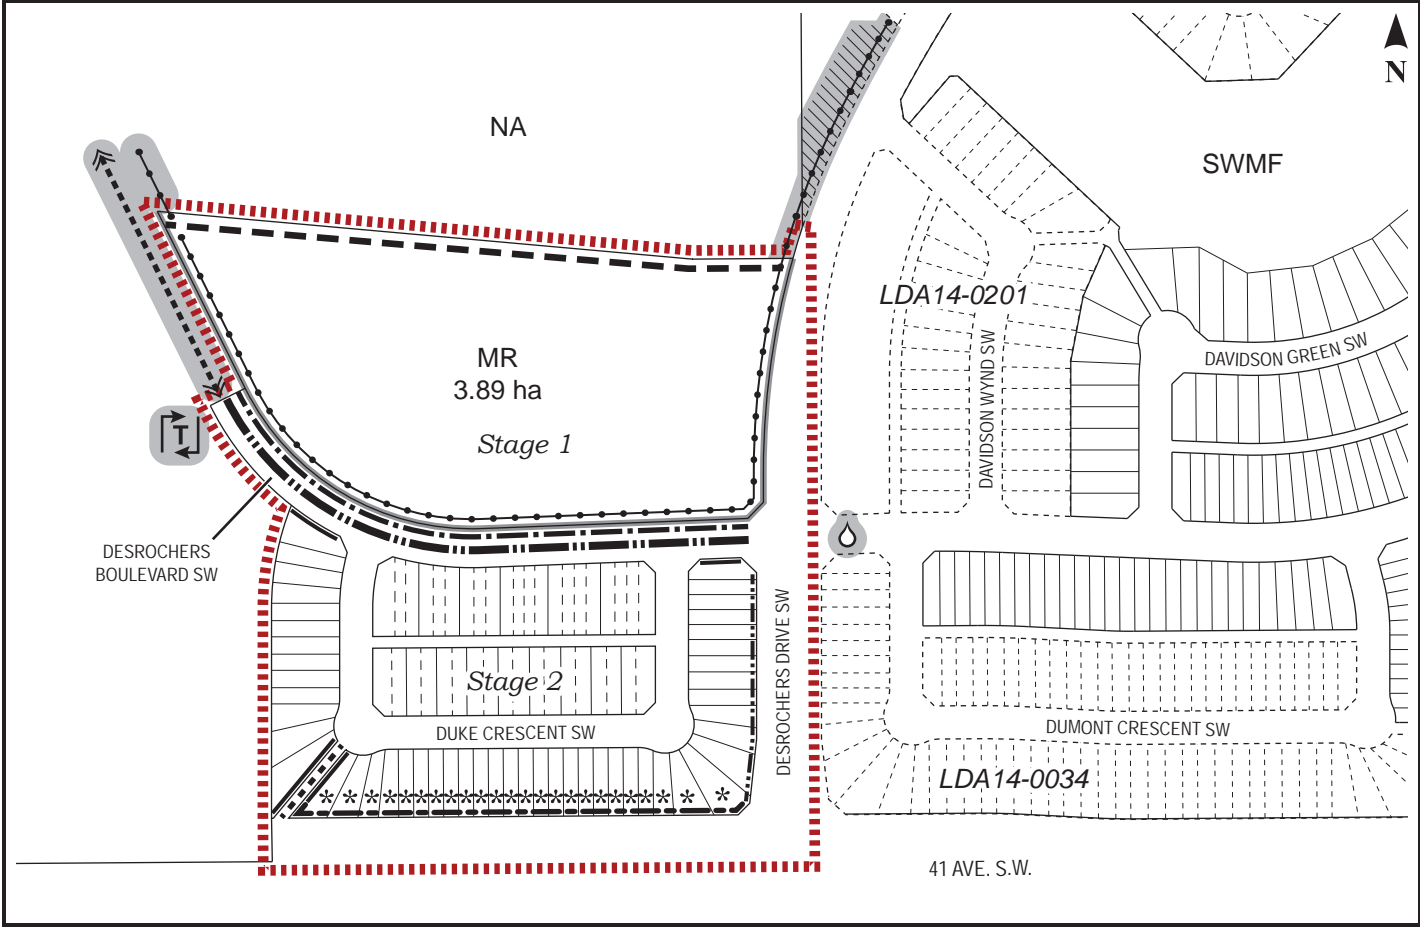 NA
N
SWMF
LDA14-0201
DAVIDSON WYND SW
DAVIDSON GREEN SW
MR
3.89 ha
Stage 1
T
DESROCHERS
BOULEVARD SW
DESROCHERS DRIVE SW
Stage 2
DUKE CRESCENT SW
DUMONT CRESCENT SW
LDA14-0034
41 AVE. S.W.